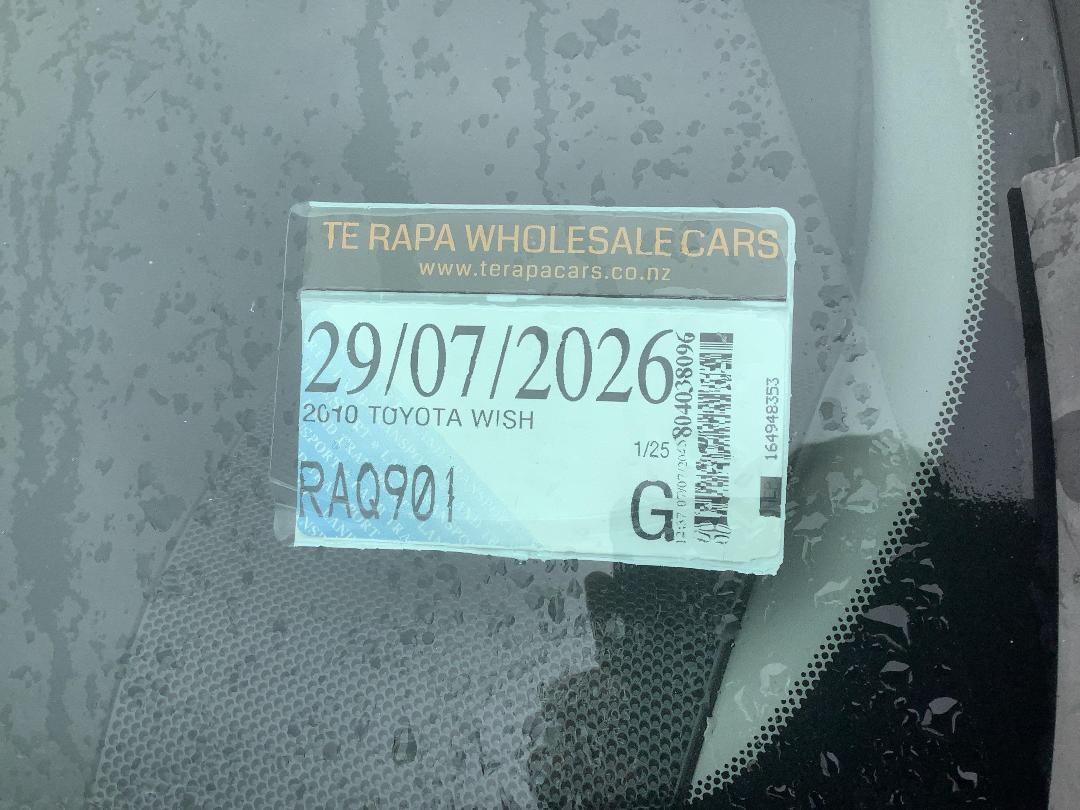 TE RAPA WHOLESALE CARS
www.terapacars.co.nz
29/07/2026
2010 TOYOTA WISH
1/25
RAQ901
G
804038096
164948353